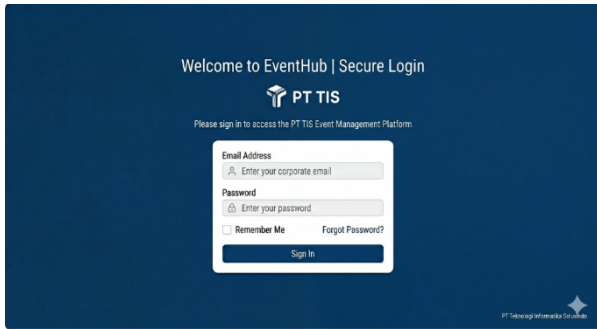 Welcome to EventHub | Secure Login
PT TIS
Please sign in to access the PT TIS Event Management Platform
Email Address
Enter your corporate email
Password
Enter your password
Remember Me Forgot Password?
Sign In
PT Teknologi Informatika